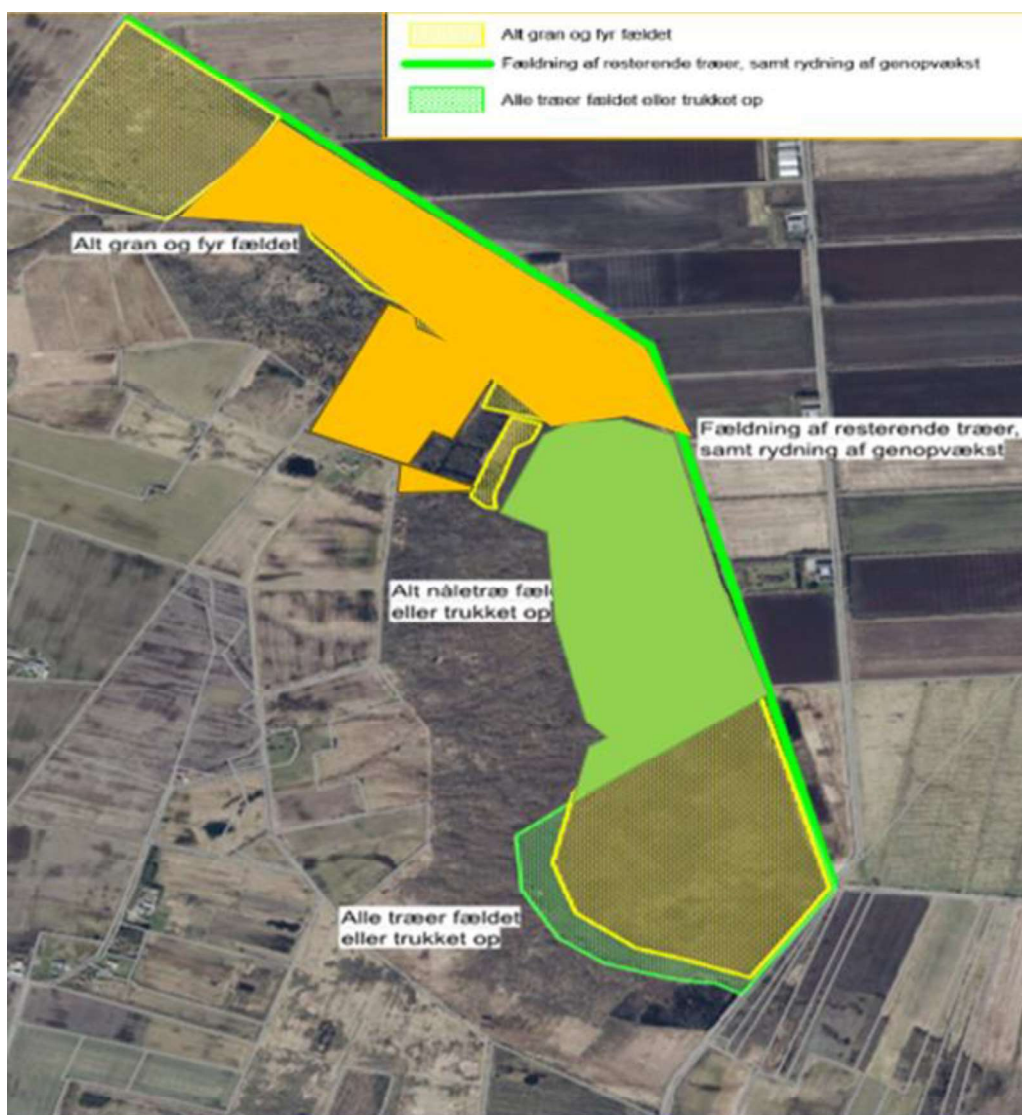 Alt gran og fyr fældet
Fældning af resterende træer, samt rydning af genopvækst
Alle træer fældet eller trukket op
Alt gran og fyr fældet
Fældning af resterende træer,
samt rydning af genopvækst
Alt nåletræ fæld
eller trukket op
Alle træer fældet
eller trukket op